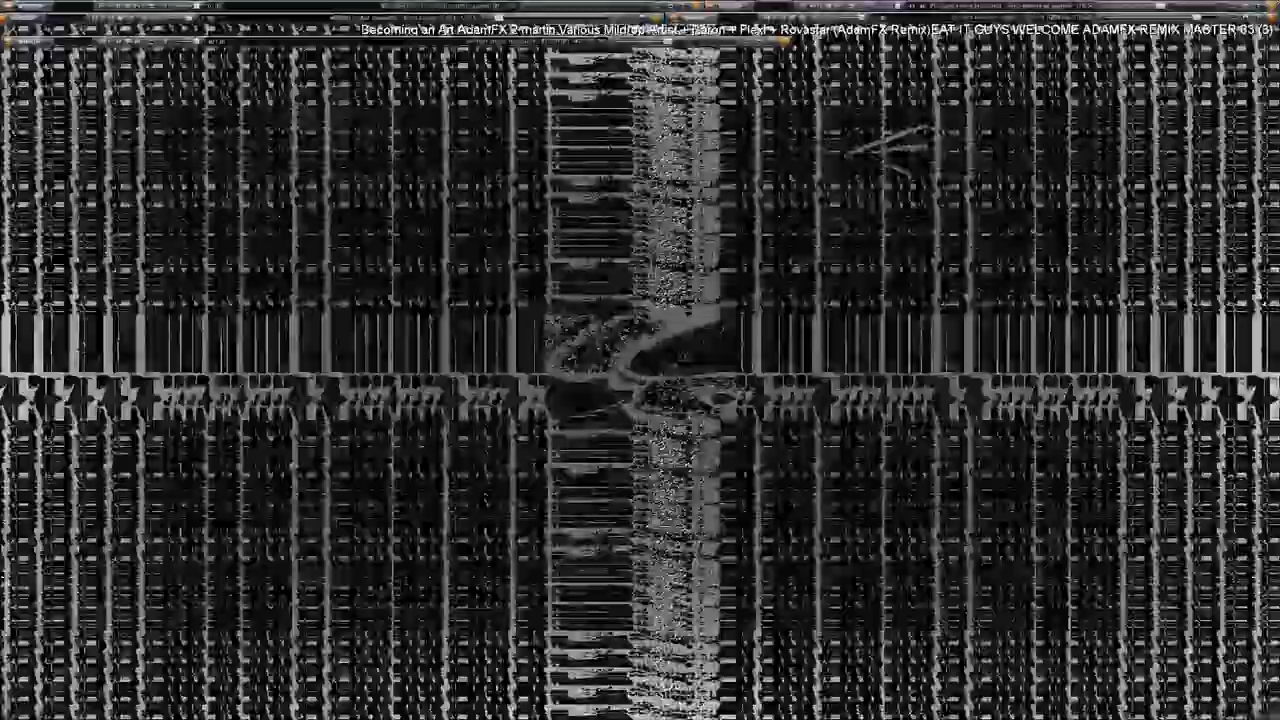 Becoming an Art AdamFX 2 martin Various Mildrop Artist + Isaron + Plexi + Rovastar (AdamFX Remix)EAT IT GUYS WELCOME ADAMFX REMIX MASTER 03 (3)